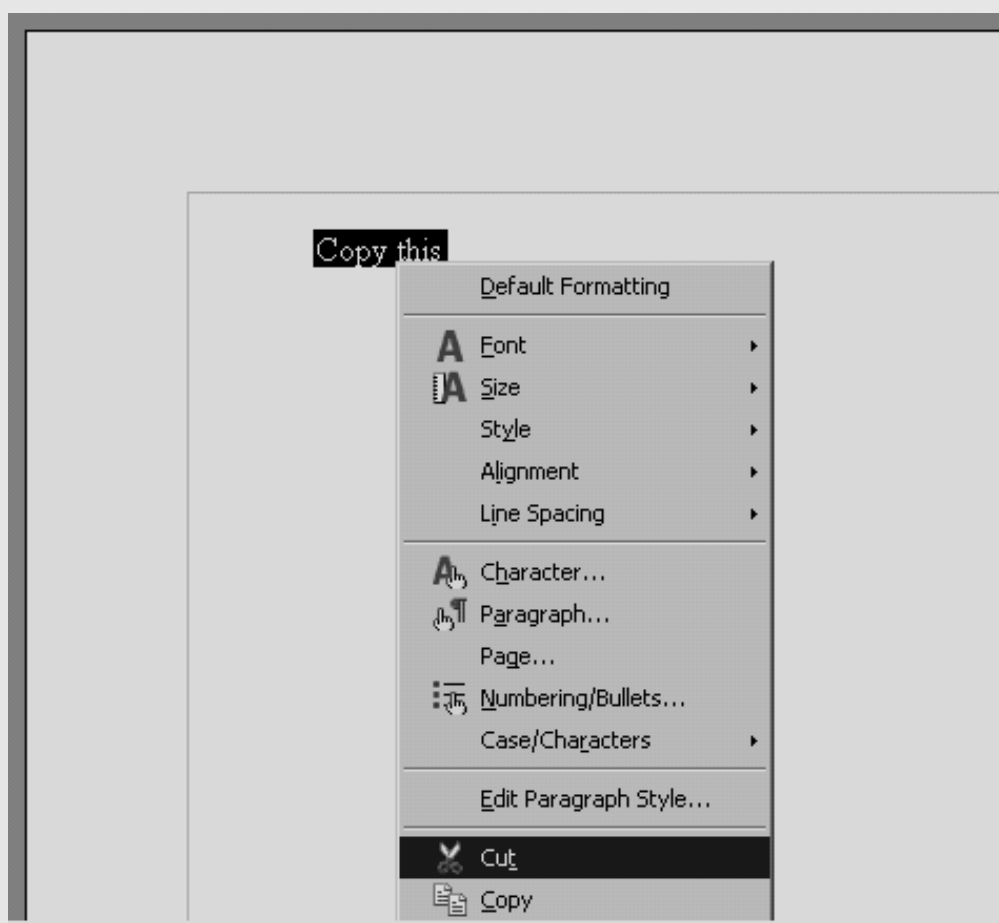 Copy this
Default Formatting
Font
Size
Style
Alignment
Line Spacing
Character...
Paragraph...
Page...
Numbering/Bullets...
Case/Characters
Edit Paragraph Style...
Cut
Copy